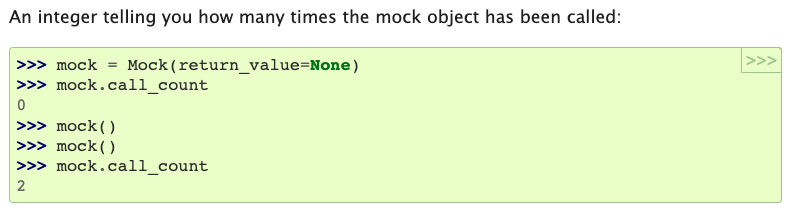 An integer telling you how many times the mock object has been called:
>>>
>>> mock = Mock(return_value=None)
>>> mock.call_count
0
>>> mock()
>>> mock()
>>> mock.call_count
2